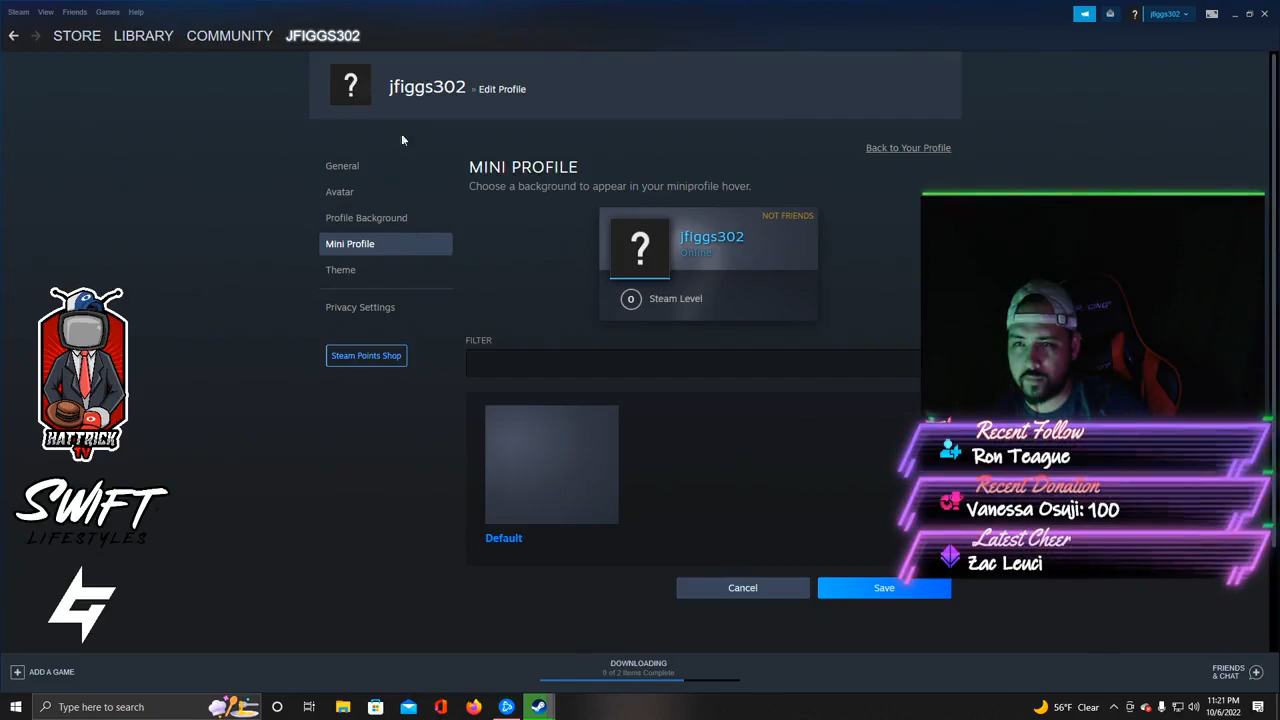 Steam View Friends Games Help
jfiggs302
STORE LIBRARY COMMUNITY JFIGGS302
?
jfiggs302 » Edit Profile
Back to Your Profile
General
Avatar
Profile Background
Mini Profile
Theme
Privacy Settings
Steam Points Shop
MINI PROFILE
Choose a background to appear in your miniprofile hover.
NOT FRIENDS
?
jfiggs302
Online
0 Steam Level
FILTER
Default
Cancel
Save
HATTRICK
TV
SWIFT
LIFESTYLES
Recent Follow
Ron Teague
Recent Donation
Vanessa Osuji: 100
Latest Cheer
Zac Leuci
ADD A GAME
DOWNLOADING
0 of 2 Items Complete
FRIENDS
& CHAT
Type here to search
56°F Clear
11:21 PM
10/6/2022